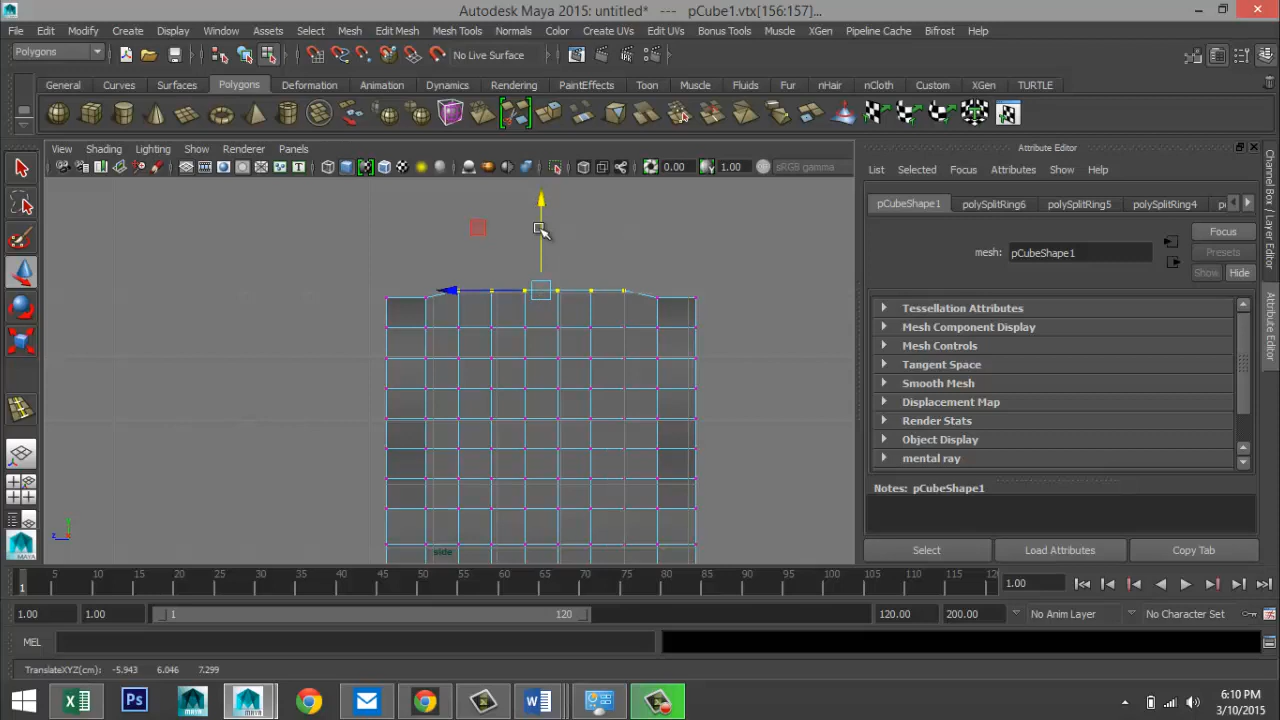 Autodesk Maya 2015: untitled* --- pCube1.vtx[156:157]...
File Edit Modify Create Display Window Assets Select Mesh Edit Mesh Mesh Tools Normals Color Create UVs Edit UVs Bonus Tools Muscle XGen Pipeline Cache Bifrost Help
Polygons No Live Surface
General Curves Surfaces Polygons Deformation Animation Dynamics Rendering PaintEffects Toon Muscle Fluids Fur nHair nCloth Custom XGen TURTLE
View Shading Lighting Show Renderer Panels
0.00 1.00 sRGB gamma
side
Attribute Editor
List Selected Focus Attributes Show Help
pCubeShape1 polySplitRing6 polySplitRing5 polySplitRing4
Focus
mesh: pCubeShape1 Presets
Show Hide
Tessellation Attributes
Mesh Component Display
Mesh Controls
Tangent Space
Smooth Mesh
Displacement Map
Render Stats
Object Display
mental ray
Notes: pCubeShape1
Select Load Attributes Copy Tab
Channel Box / Layer Editor
Attribute Editor
1 5 10 15 20 25 30 35 40 45 50 55 60 65 70 75 80 85 90 95 100 105 110 115 1.00
1.00 1.00 1 120 120.00 200.00 No Anim Layer No Character Set
MEL
TranslateXYZ(cm): -5.943 6.046 7.299
6:10 PM
3/10/2015